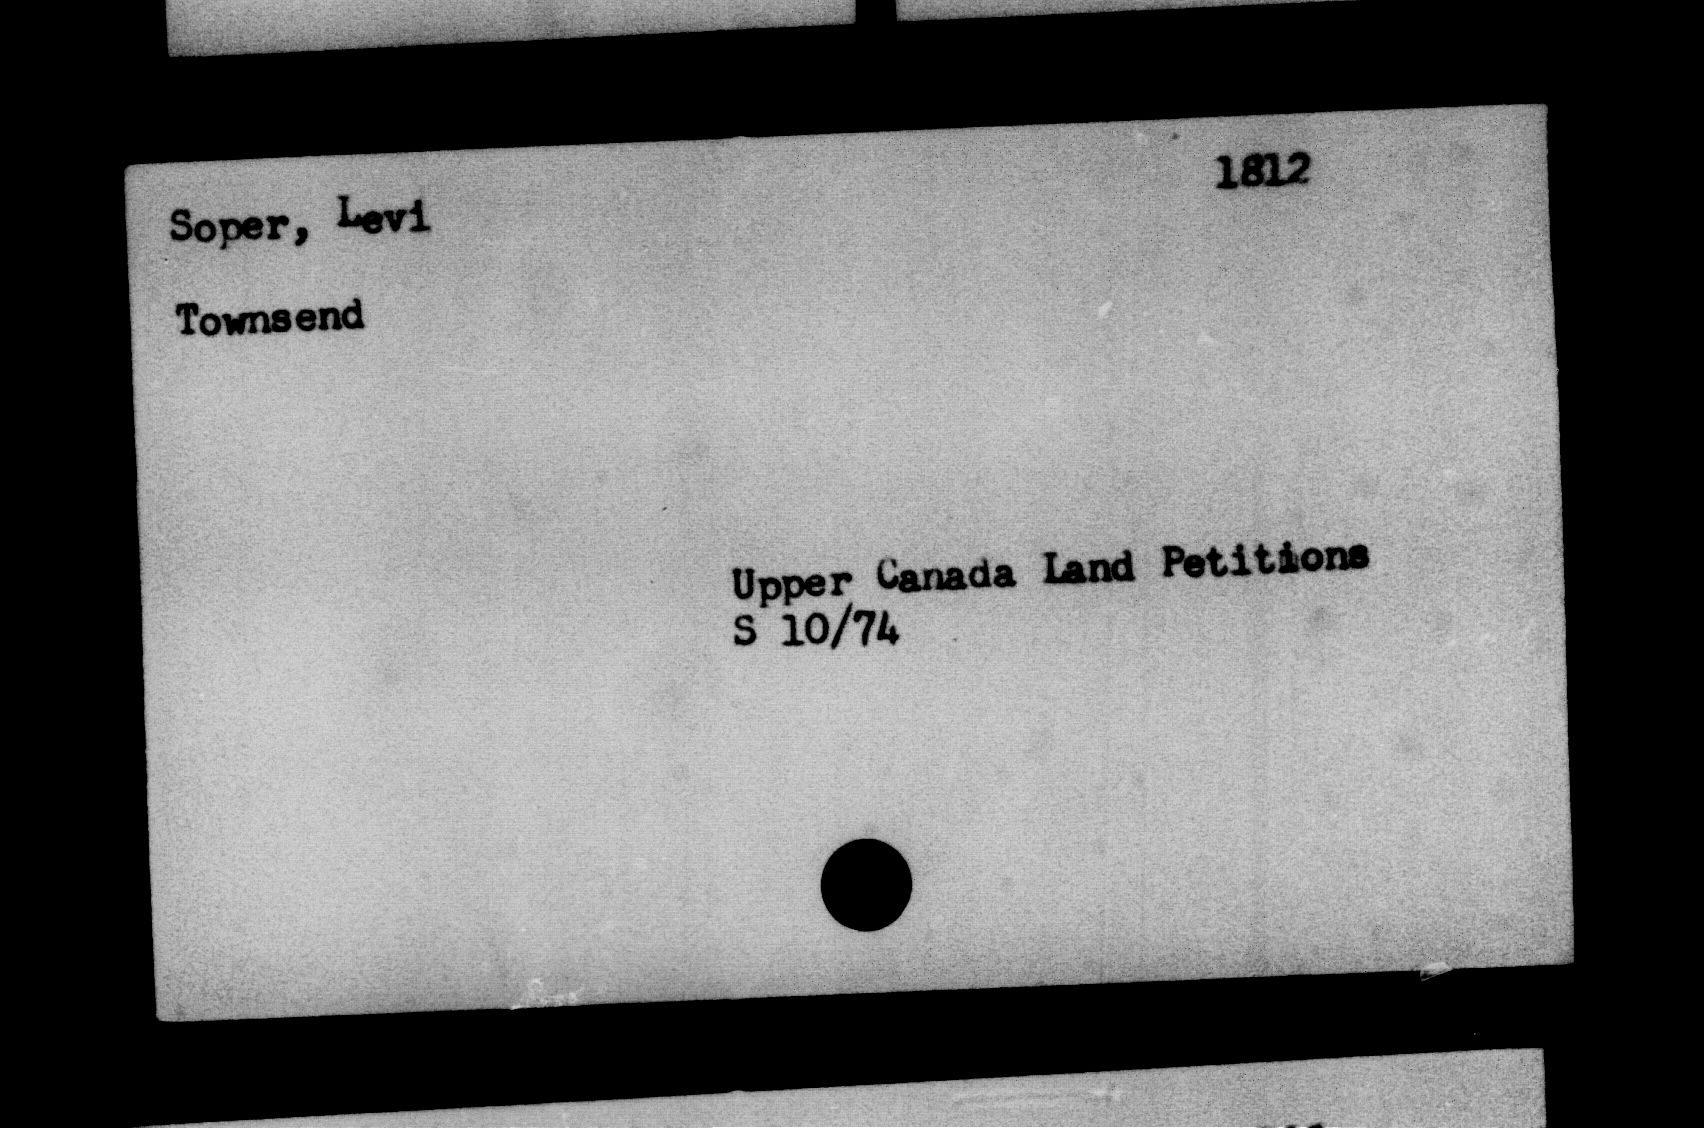 1812
Soper, Levi
Townsend
Upper Canada Land Petitions
S 10/74